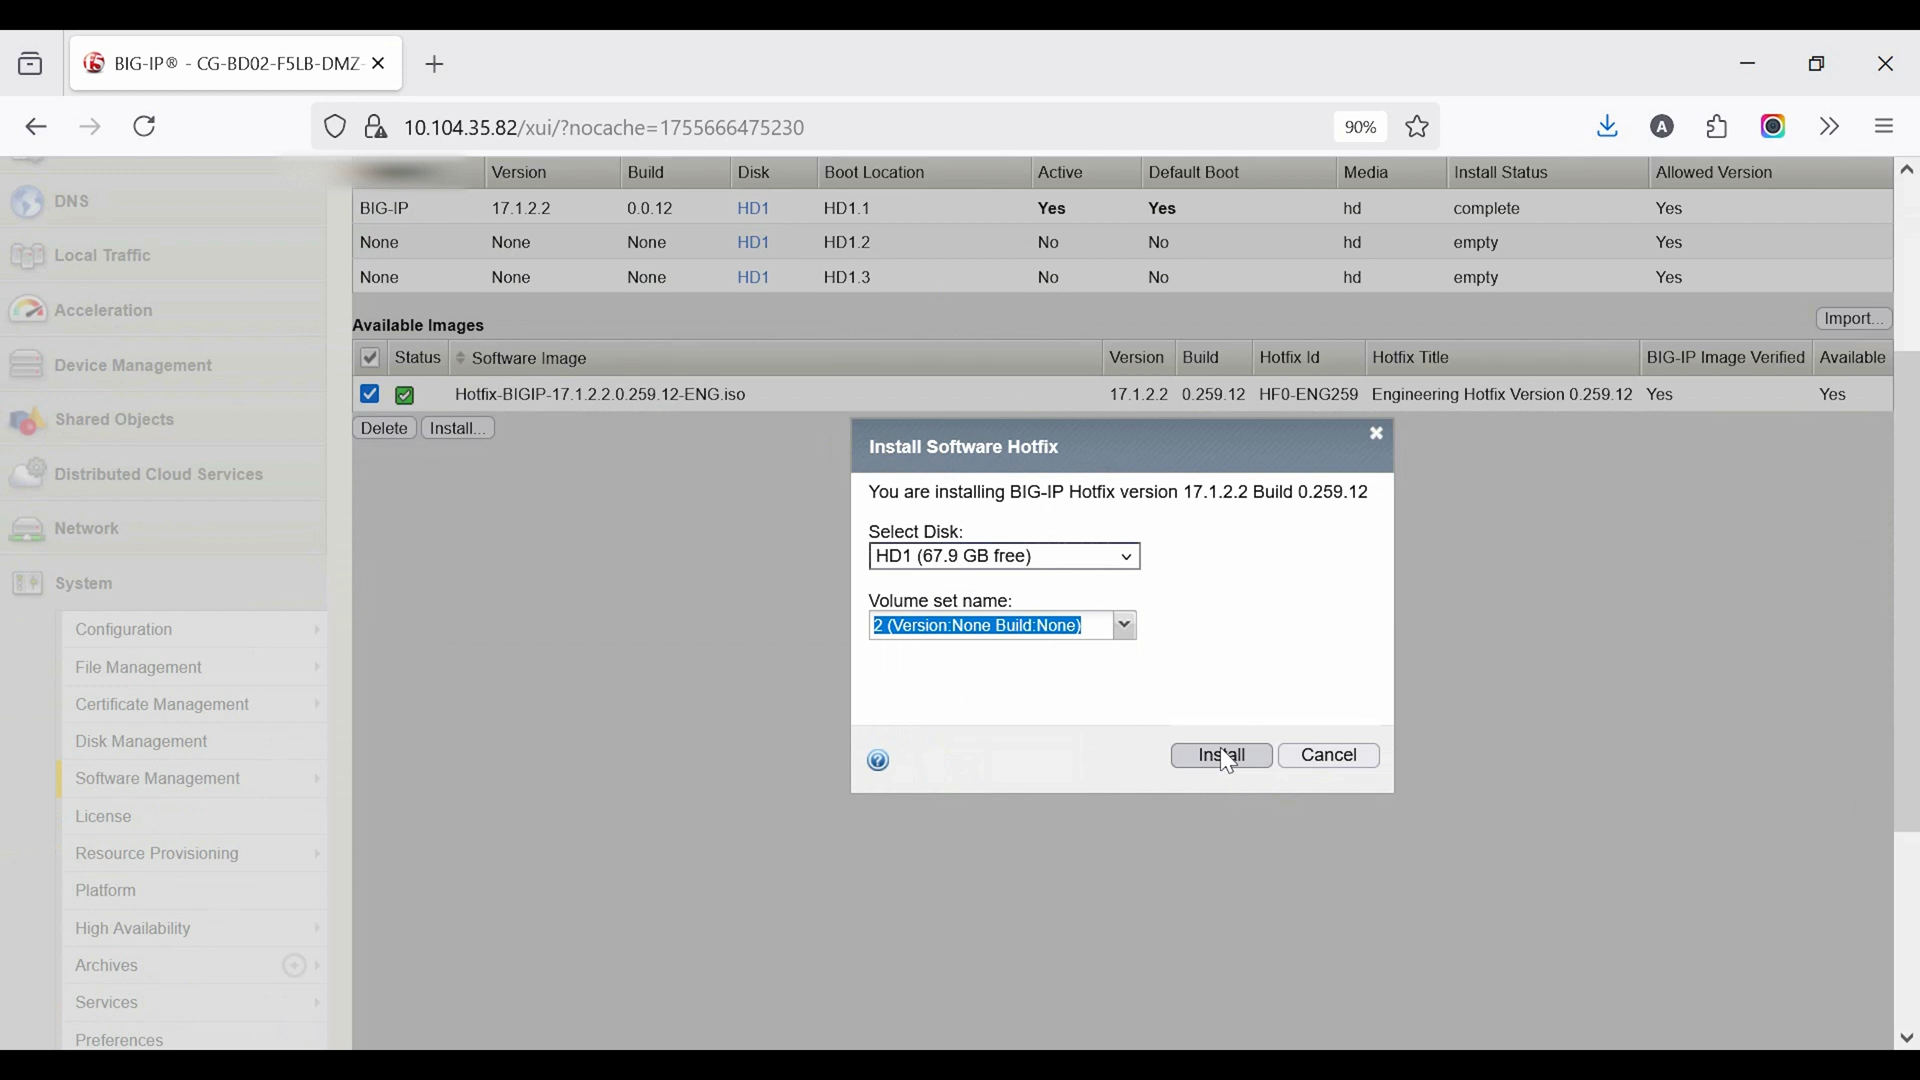 BIG-IP® - CG-BD02-F5LB-DMZ-
10.104.35.82/xui/?nocache=1755666475230
90%
A
Version Build Disk Boot Location Active Default Boot Media Install Status Allowed Version
BIG-IP 17.1.2.2 0.0.12 HD1 HD1.1 Yes Yes hd complete Yes
None None None HD1 HD1.2 No No hd empty Yes
None None None HD1 HD1.3 No No hd empty Yes
Available Images
Import...
Status Software Image Version Build Hotfix Id Hotfix Title BIG-IP Image Verified Available
Hotfix-BIGIP-17.1.2.2.0.259.12-ENG.iso 17.1.2.2 0.259.12 HF0-ENG259 Engineering Hotfix Version 0.259.12 Yes Yes
Delete Install...
DNS
Local Traffic
Acceleration
Device Management
Shared Objects
Distributed Cloud Services
Network
System
Configuration
File Management
Certificate Management
Disk Management
Software Management
License
Resource Provisioning
Platform
High Availability
Archives
Services
Preferences
Install Software Hotfix
You are installing BIG-IP Hotfix version 17.1.2.2 Build 0.259.12
Select Disk:
HD1 (67.9 GB free)
Volume set name:
2 (Version:None Build:None)
Install Cancel